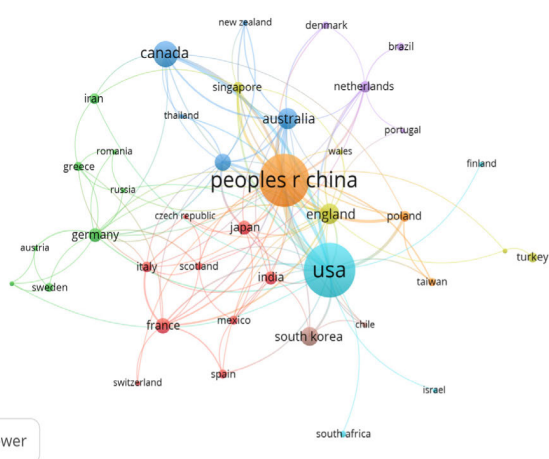 new zealand
denmark
canada
brazil
singapore
netherlands
iran
thailand
australia
portugal
romania
wales
greece
finland
peoples r china
russia
czech republic
england
poland
japan
germany
austria
turkey
italy
scotland
usa
india
sweden
taiwan
france
mexico
chile
south korea
spain
switzerland
israel
south africa
wer